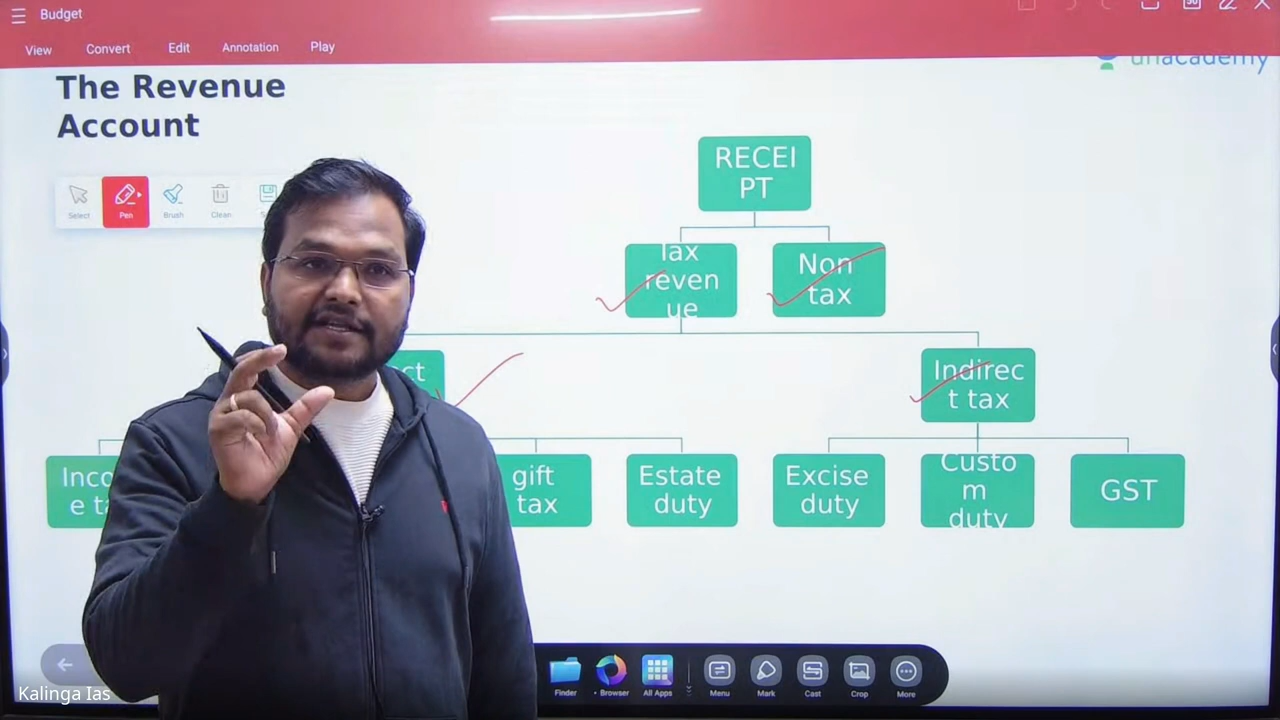 Budget
View Convert Edit Annotation Play
unacademy
The Revenue
Account
RECEI
PT
Select Pen Brush Clean
Tax
reven
ue
Non
tax
Indirec
t tax
gift
tax
Estate
duty
Excise
duty
Custo
m
duty
GST
Finder Browser All Apps Menu Mark Cast Crop More
Kalinga Ias